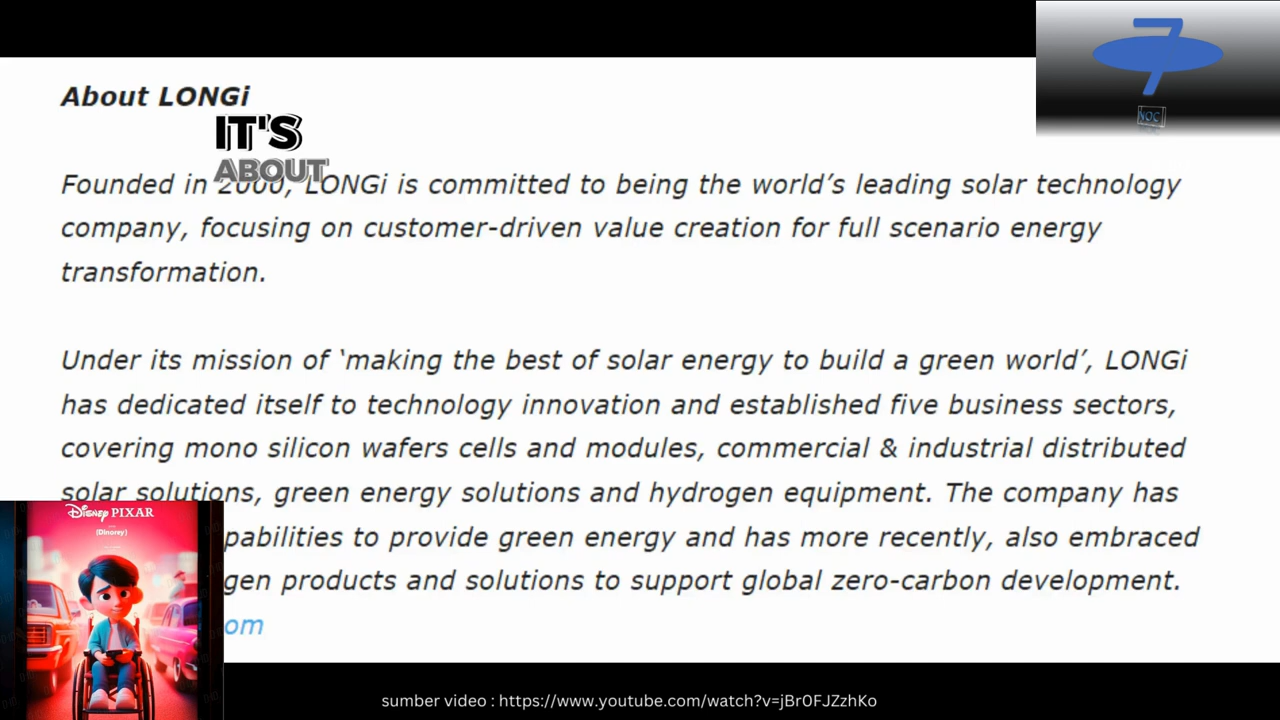 About LONGi
IT'S
ABOUT
Founded in 2000, LONGi is committed to being the world's leading solar technology
company, focusing on customer-driven value creation for full scenario energy
transformation.
Under its mission of ‘making the best of solar energy to build a green world’, LONGi
has dedicated itself to technology innovation and established five business sectors,
covering mono silicon wafers cells and modules, commercial & industrial distributed
solar solutions, green energy solutions and hydrogen equipment. The company has
pabilities to provide green energy and has more recently, also embraced
gen products and solutions to support global zero-carbon development.
om
7
NOC
Disney PIXAR
(Dinorey)
sumber video : https://www.youtube.com/watch?v=jBr0FJZzhKo